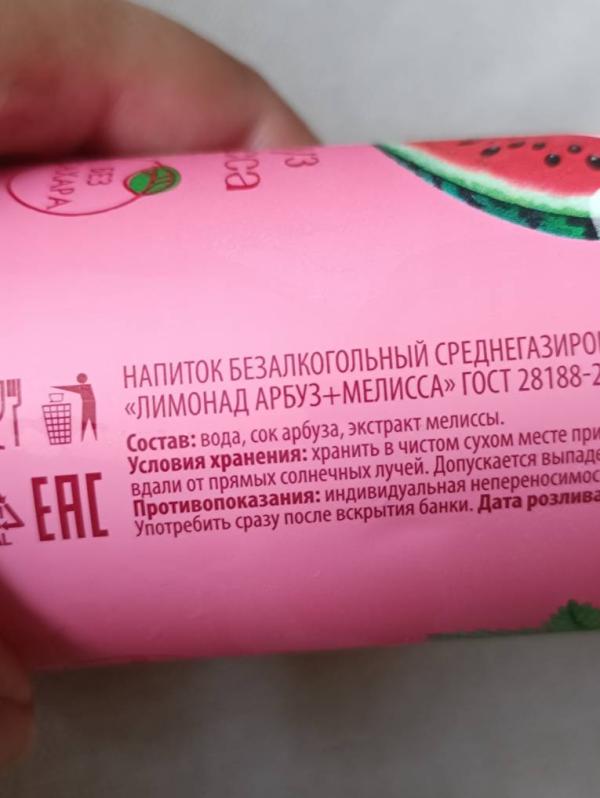 БЕЗ
САХАРА
НАПИТОК БЕЗАЛКОГОЛЬНЫЙ СРЕДНЕГАЗИРО
«ЛИМОНАД АРБУЗ+МЕЛИССА» ГОСТ 28188-2
Состав: вода, сок арбуза, экстракт мелиссы.
Условия хранения: хранить в чистом сухом месте при
вдали от прямых солнечных лучей. Допускается выпаде
Противопоказания: индивидуальная непереносимос
Употребить сразу после вскрытия банки. Дата розлива
EAC